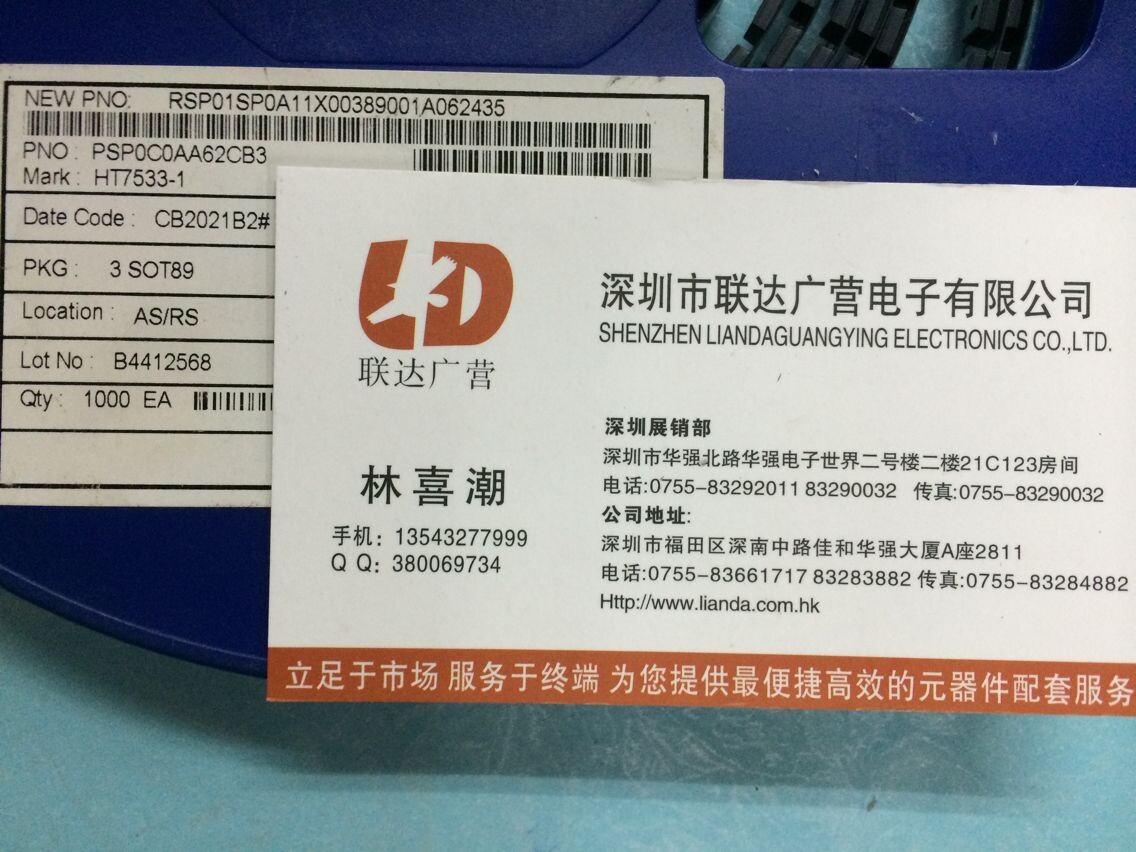 NEW PNO: RSP01SP0A11X00389001A062435
PNO : PSP0C0AA62CB3
Mark : HT7533-1
Date Code : CB2021B2#
PKG : 3 SOT89
Location : AS/RS
Lot No : B4412568
Qty : 1000 EA
LD
联达广营
林喜潮
手机：13543277999
QQ：380069734
深圳市联达广营电子有限公司
SHENZHEN LIANDAGUANGYING ELECTRONICS CO.,LTD.
深圳展销部
深圳市华强北路华强电子世界二号楼二楼21C123房间
电话:0755-83292011 83290032 传真:0755-83290032
公司地址:
深圳市福田区深南中路佳和华强大厦A座2811
电话:0755-83661717 83283882 传真:0755-83284882
Http://www.lianda.com.hk
立足于市场 服务于终端 为您提供最便捷高效的元器件配套服务